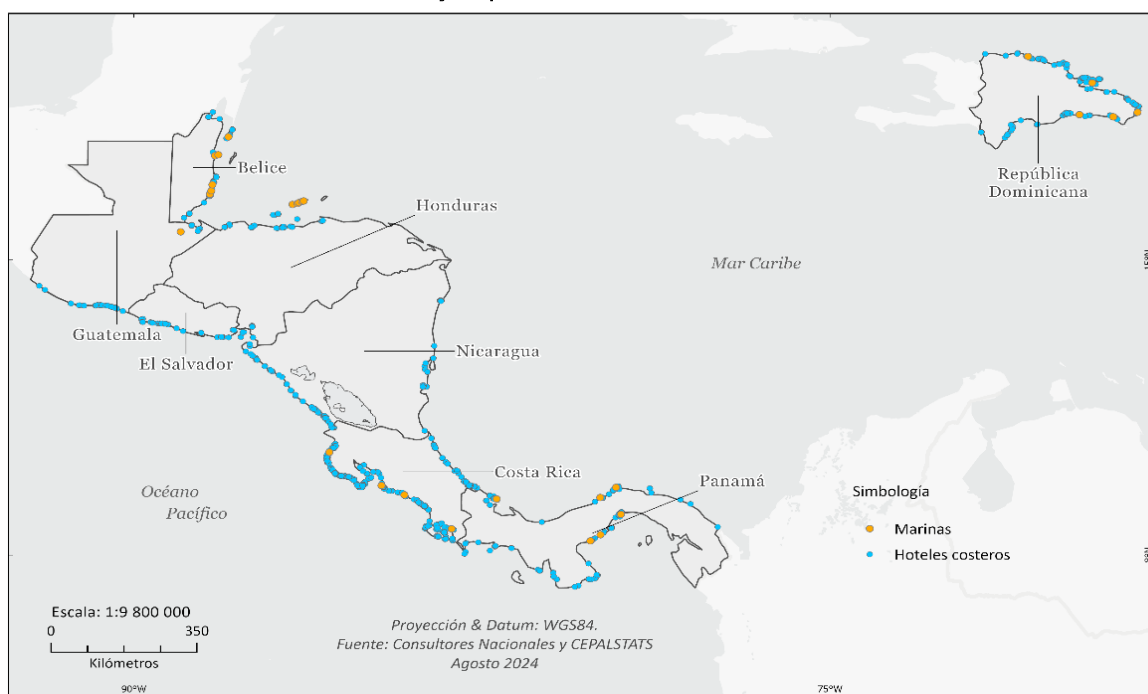 Belice
Honduras
República
Dominicana
Mar Caribe
15°N
Guatemala
El Salvador
Nicaragua
Costa Rica
Panamá
Océano
Pacífico
Simbología
Marinas
Hoteles costeros
Escala: 1:9 800 000
0 350
Kilómetros
Proyección & Datum: WGS84.
Fuente: Consultores Nacionales y CEPALSTATS
Agosto 2024
90°W
75°W